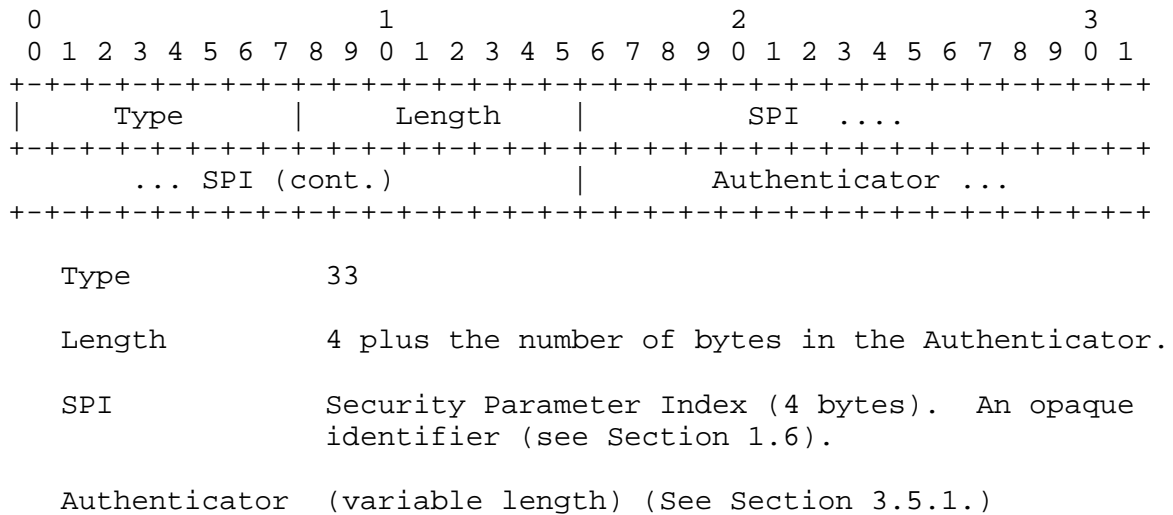 0                   1                   2                   3
 0 1 2 3 4 5 6 7 8 9 0 1 2 3 4 5 6 7 8 9 0 1 2 3 4 5 6 7 8 9 0 1
+-+-+-+-+-+-+-+-+-+-+-+-+-+-+-+-+-+-+-+-+-+-+-+-+-+-+-+-+-+-+-+-+
|     Type      |     Length    |         SPI  ....
+-+-+-+-+-+-+-+-+-+-+-+-+-+-+-+-+-+-+-+-+-+-+-+-+-+-+-+-+-+-+-+-+
       ... SPI (cont.)          |       Authenticator ...
+-+-+-+-+-+-+-+-+-+-+-+-+-+-+-+-+-+-+-+-+-+-+-+-+-+-+-+-+-+-+-+-+
   Type           33
   Length         4 plus the number of bytes in the Authenticator.
   SPI            Security Parameter Index (4 bytes).  An opaque
                  identifier (see Section 1.6).
   Authenticator  (variable length) (See Section 3.5.1.)